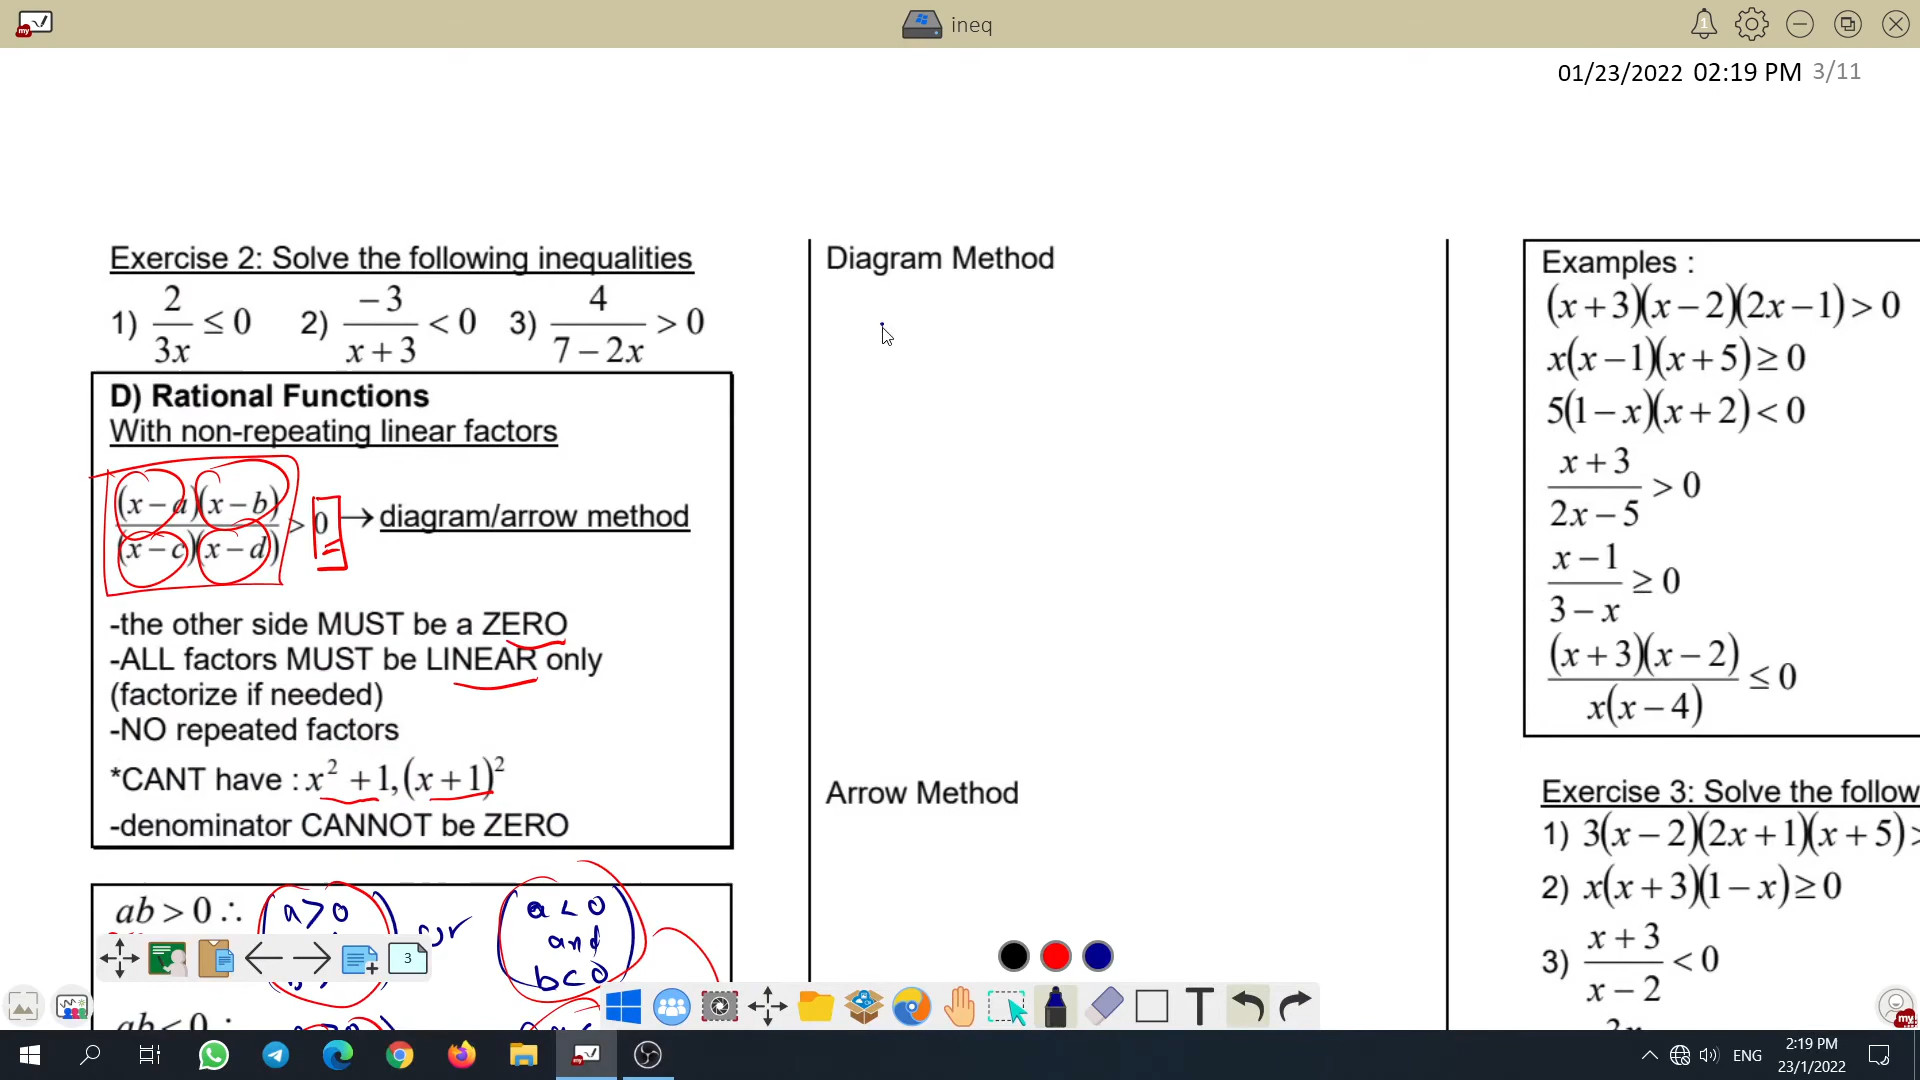 ineq
01/23/2022 02:19 PM 3/11
Exercise 2: Solve the following inequalities
1) 2/3x ≤ 0 2) −3/x+3 < 0 3) 4/7−2x > 0
D) Rational Functions
With non-repeating linear factors
(x−a)(x−b)/(x−c)(x−d) > 0 → diagram/arrow method
-the other side MUST be a ZERO
-ALL factors MUST be LINEAR only
(factorize if needed)
-NO repeated factors
*CANT have : x² +1, (x+1)²
-denominator CANNOT be ZERO
ab > 0 ∴ a>0 or a<0
and
b<0
ab < 0 ∴
Diagram Method
Arrow Method
Examples :
(x+3)(x−2)(2x−1) > 0
x(x−1)(x+5) ≥ 0
5(1−x)(x+2) < 0
x+3/2x−5 > 0
x−1/3−x ≥ 0
(x+3)(x−2)/x(x−4) ≤ 0
Exercise 3: Solve the follow
1) 3(x−2)(2x+1)(x+5) >
2) x(x+3)(1−x) ≥ 0
3) x+3/x−2 < 0
3
T
my
ENG
2:19 PM
23/1/2022